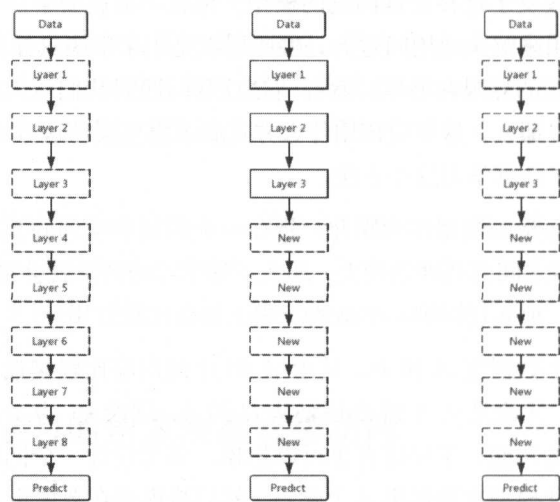 Data Data Data
Lyaer 1 Lyaer 1 Lyaer 1
Layer 2 Layer 2 Layer 2
Layer 3 Layer 3 Layer 3
Layer 4 New New
Layer 5 New New
Layer 6 New New
Layer 7 New New
Layer 8 New New
Predict Predict Predict